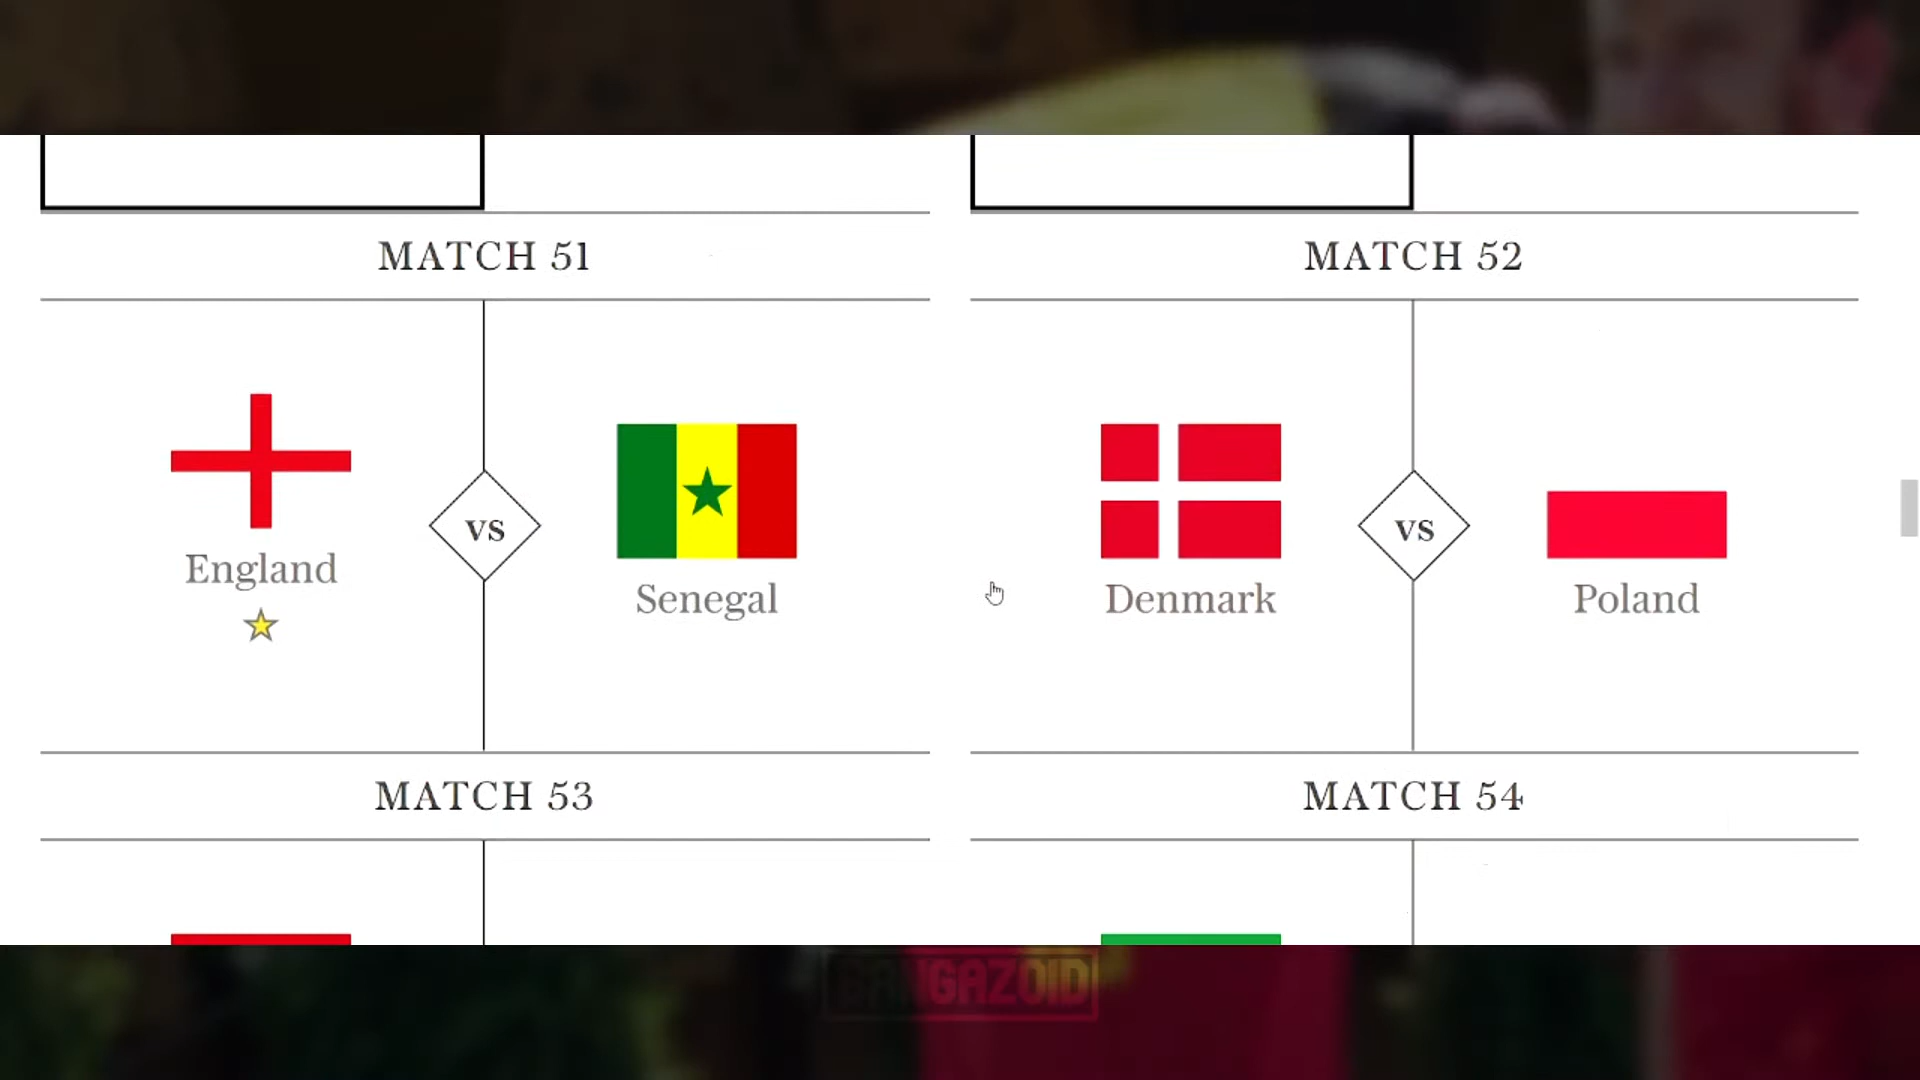 MATCH 51
MATCH 52
England
vs
Senegal
Denmark
vs
Poland
MATCH 53
MATCH 54